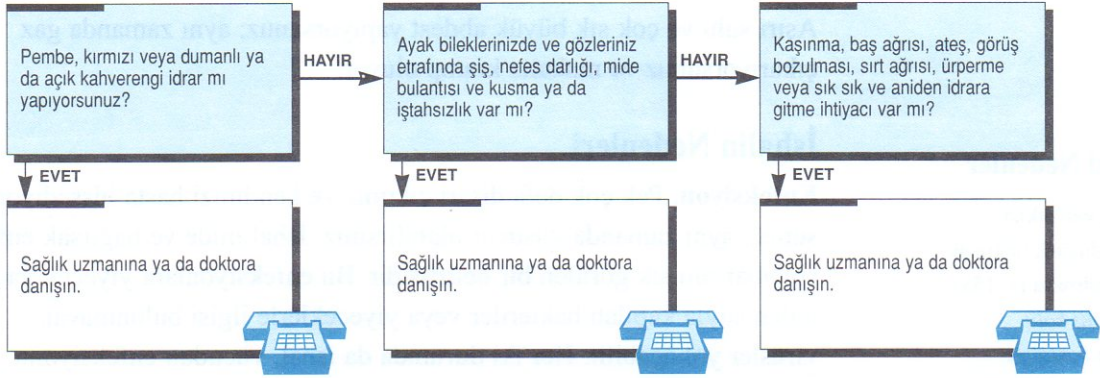 Pembe, kırmızı veya dumanlı ya
da açık kahverengi idrar mı
yapıyorsunuz?
HAYIR
Ayak bileklerinizde ve gözleriniz
etrafında şiş, nefes darlığı, mide
bulantısı ve kusma ya da
iştahsızlık var mı?
HAYIR
Kaşınma, baş ağrısı, ateş, görüş
bozulması, sırt ağrısı, ürperme
veya sık sık ve aniden idrara
gitme ihtiyacı var mı?
EVET
EVET
EVET
Sağlık uzmanına ya da doktora
danışın.
Sağlık uzmanına ya da doktora
danışın.
Sağlık uzmanına ya da doktora
danışın.